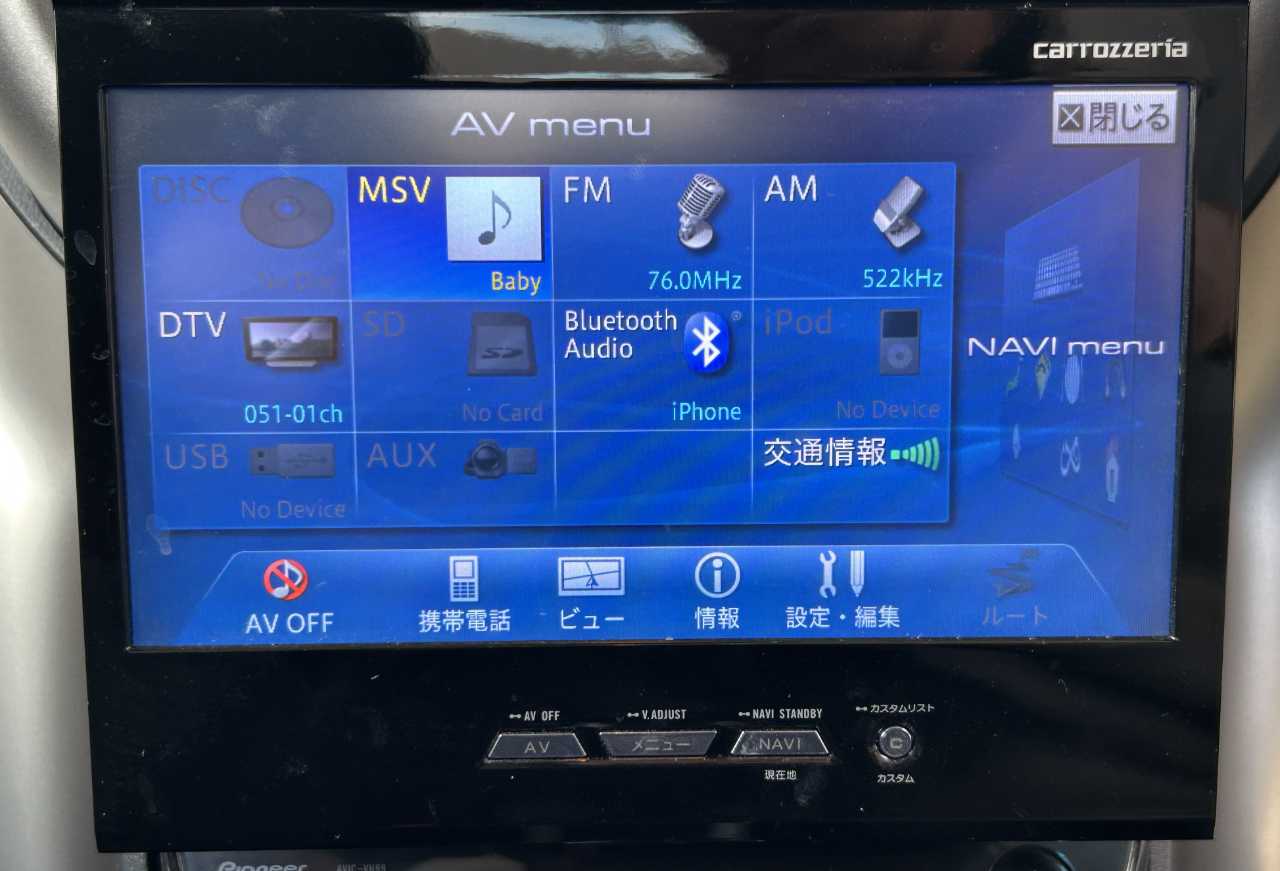 carrozzeria
AV menu
閉じる
DISC
No Disc
MSV
Baby
FM
76.0MHz
AM
522kHz
DTV
051-01ch
SD
No Card
Bluetooth
Audio
iPhone
iPod
No Device
USB
No Device
AUX
交通情報
NAVI menu
AV OFF
携帯電話
ビュー
情報
設定・編集
ルート
AV OFF
V.ADJUST
NAVI STANDBY
カスタムリスト
AV
メニュー
NAVI
C
現在地
カスタム
Pioneer